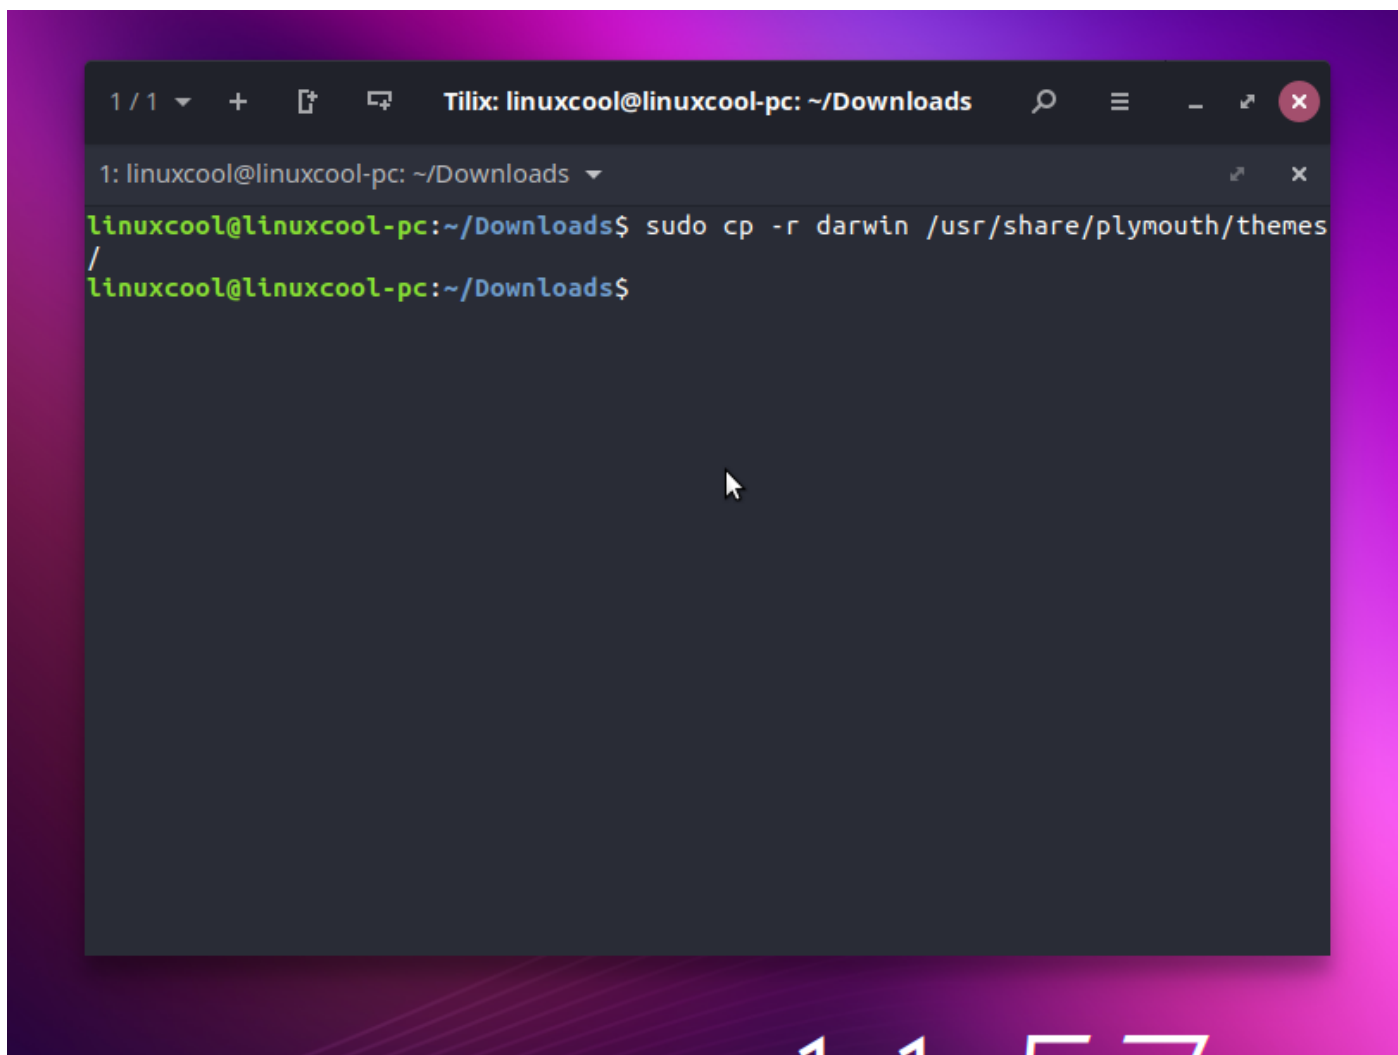 1 / 1
Tilix: linuxcool@linuxcool-pc: ~/Downloads
1: linuxcool@linuxcool-pc: ~/Downloads
linuxcool@linuxcool-pc:~/Downloads$ sudo cp -r darwin /usr/share/plymouth/themes
/
linuxcool@linuxcool-pc:~/Downloads$